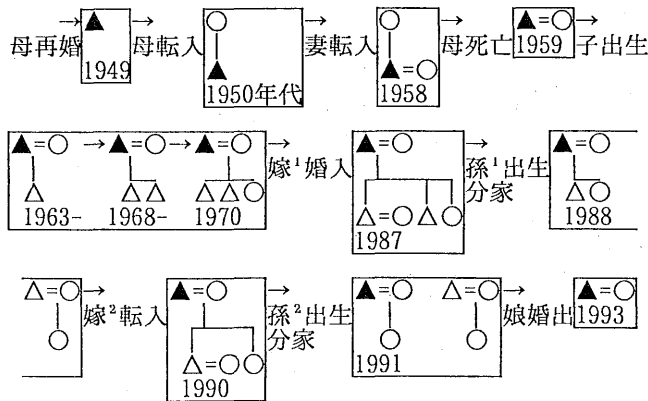 母再婚 1949 母転入 1950年代 妻転入 1958 母死亡 1959 子出生
1963- 1968- 1970 嫁¹婚入 1987 孫¹出生 分家 1988
嫁²転入 1990 孫²出生 分家 1991 娘婚出 1993